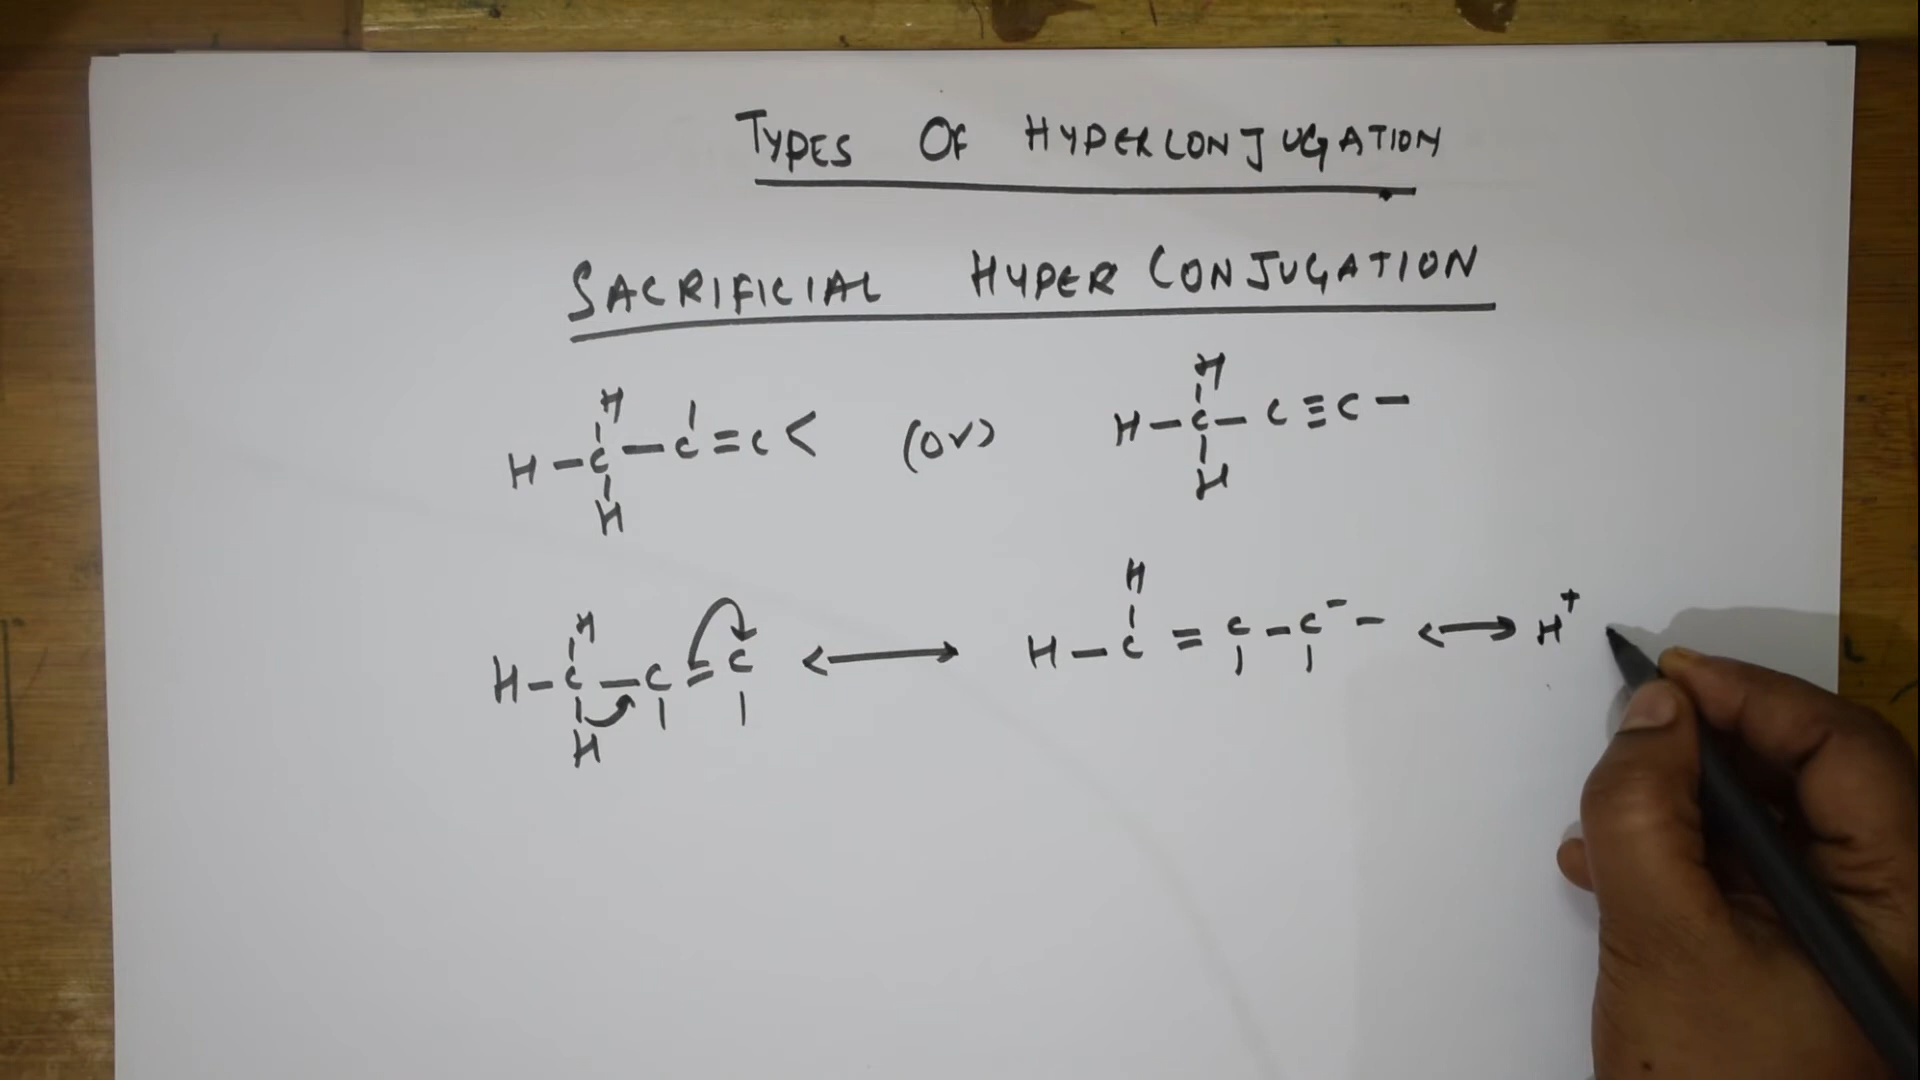 TYPES OF HYPERCONJUGATION
SACRIFICIAL HYPER CONJUGATION
H H
H-C-C=C< (or) H-C-C≡C-
H H
H H
H-C-C=C ⟷ H-C=C-C⁻- ⟷ H⁺
H